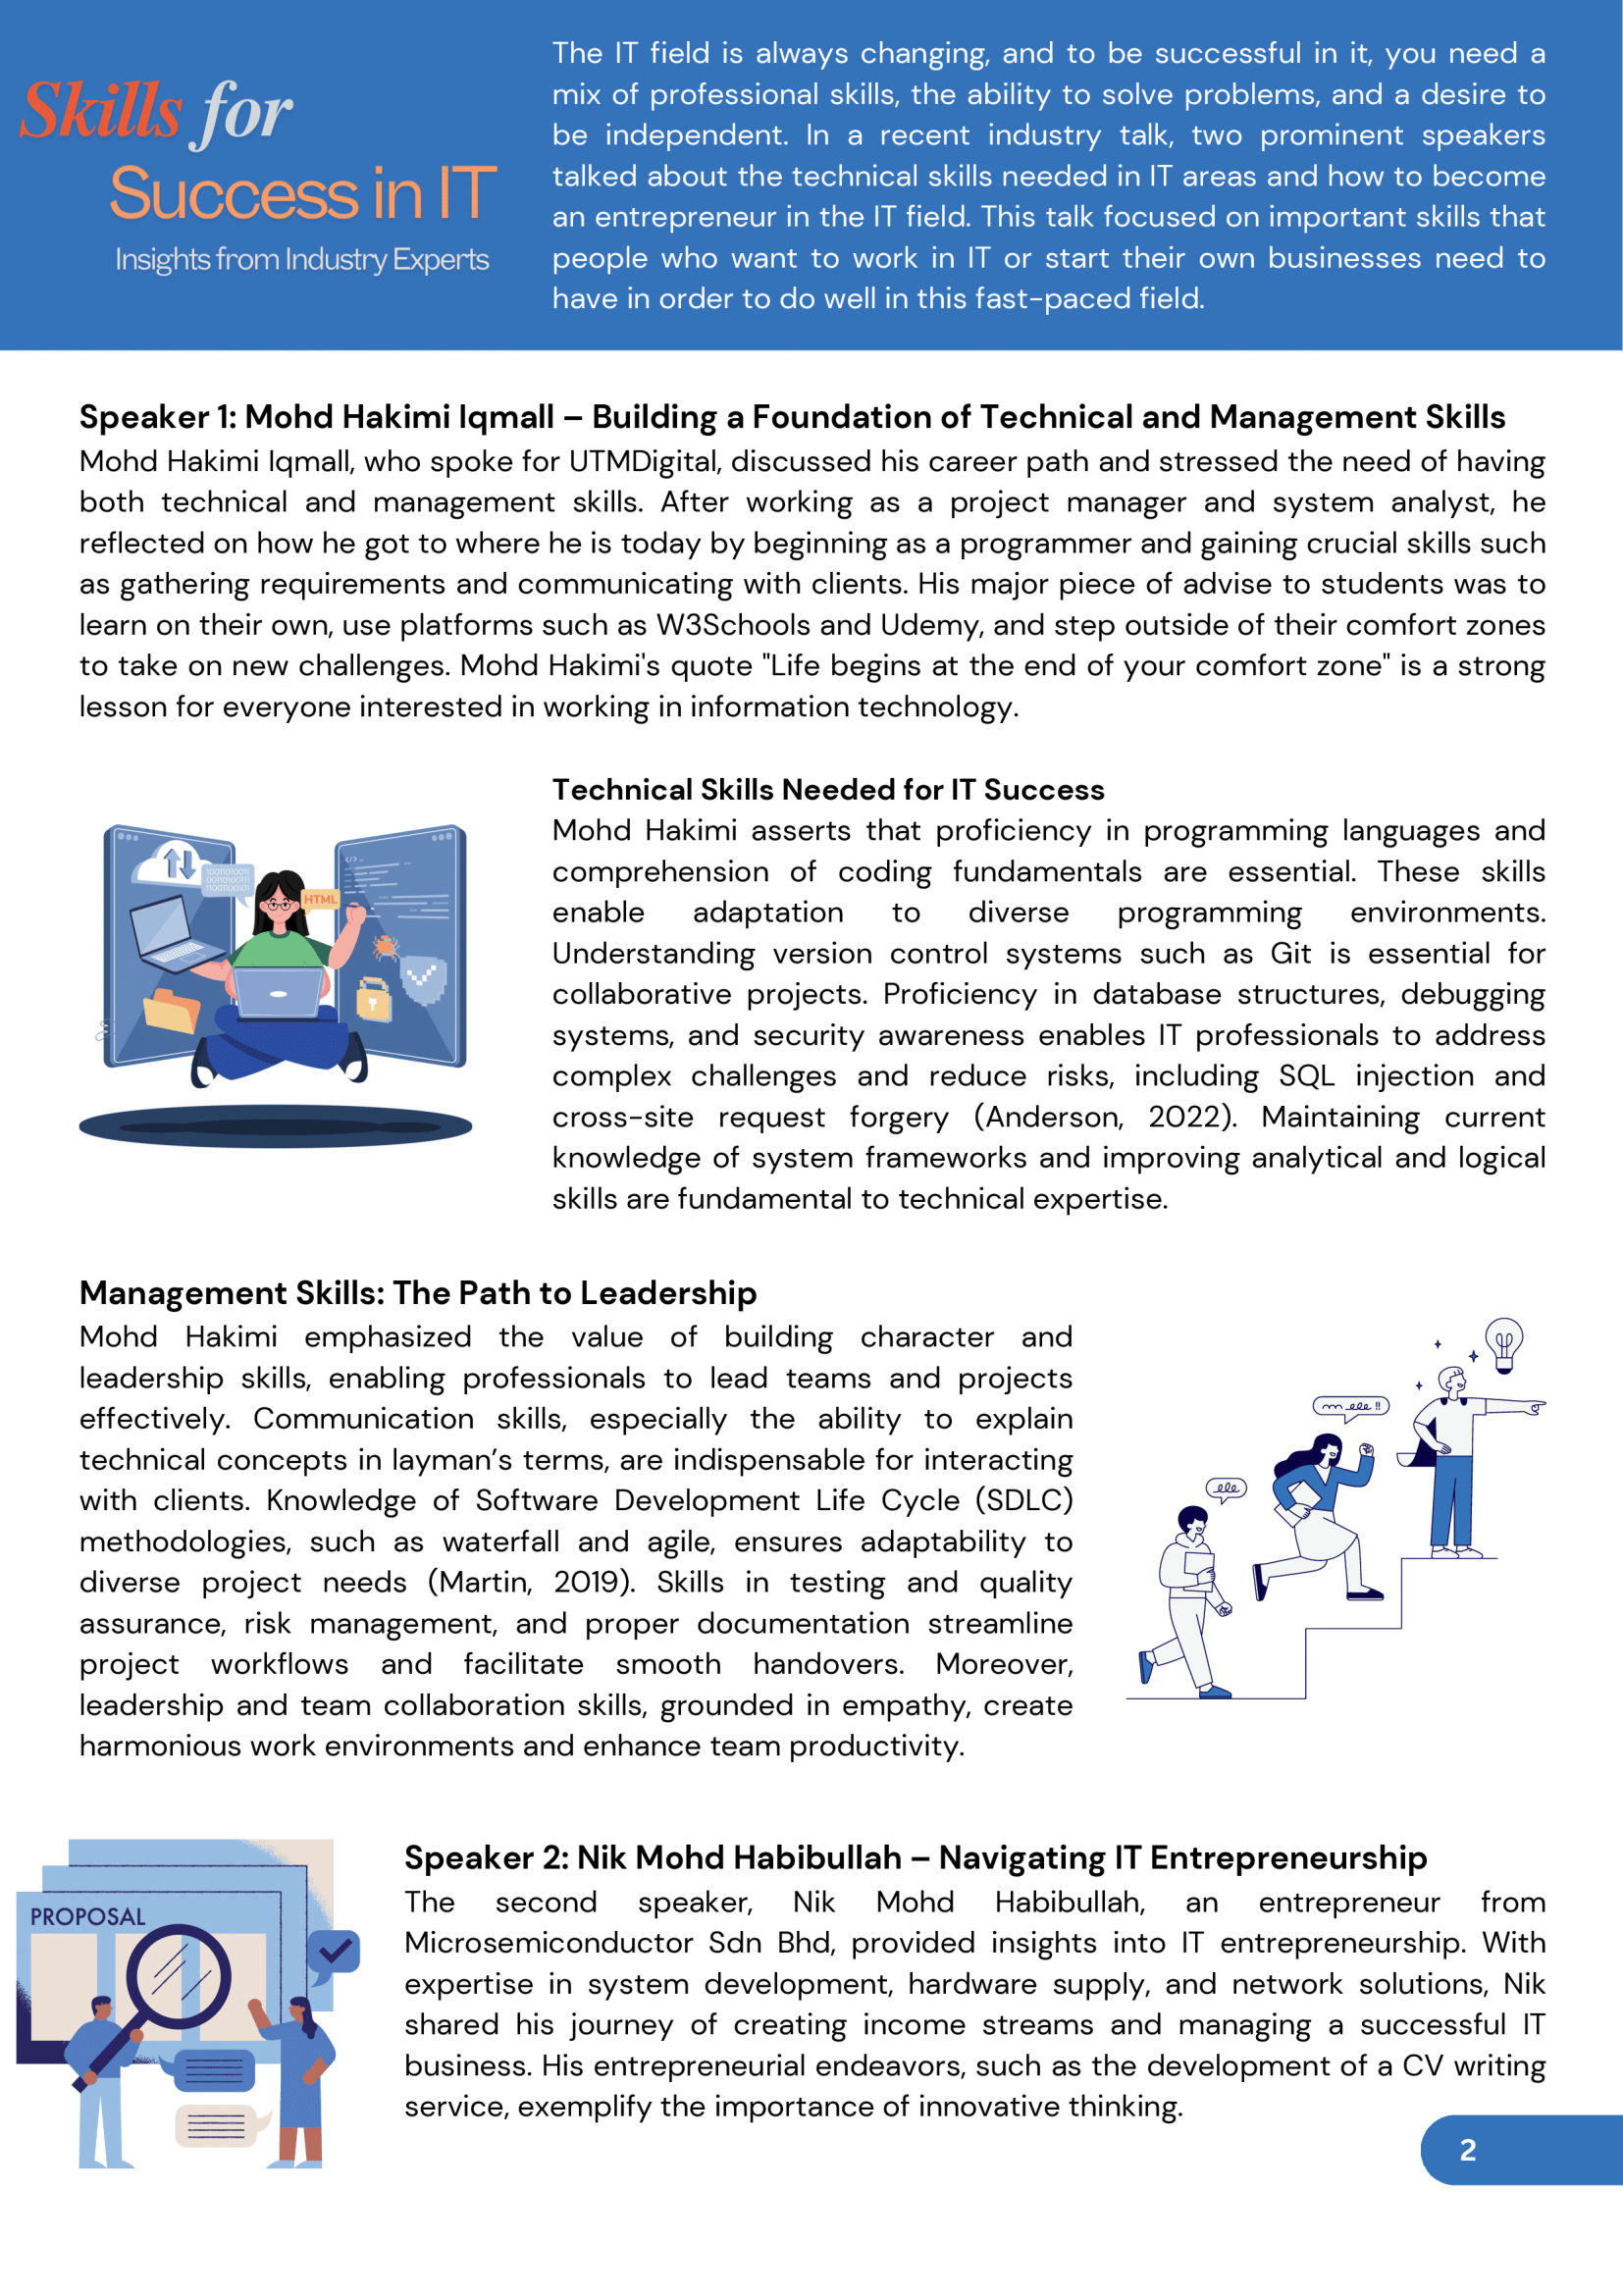 Skills for
Success in IT
Insights from Industry Experts
The IT field is always changing, and to be successful in it, you need a
mix of professional skills, the ability to solve problems, and a desire to
be independent. In a recent industry talk, two prominent speakers
talked about the technical skills needed in IT areas and how to become
an entrepreneur in the IT field. This talk focused on important skills that
people who want to work in IT or start their own businesses need to
have in order to do well in this fast-paced field.
Speaker 1: Mohd Hakimi Iqmall – Building a Foundation of Technical and Management Skills
Mohd Hakimi Iqmall, who spoke for UTMDigital, discussed his career path and stressed the need of having
both technical and management skills. After working as a project manager and system analyst, he
reflected on how he got to where he is today by beginning as a programmer and gaining crucial skills such
as gathering requirements and communicating with clients. His major piece of advise to students was to
learn on their own, use platforms such as W3Schools and Udemy, and step outside of their comfort zones
to take on new challenges. Mohd Hakimi's quote "Life begins at the end of your comfort zone" is a strong
lesson for everyone interested in working in information technology.
HTML
Technical Skills Needed for IT Success
Mohd Hakimi asserts that proficiency in programming languages and
comprehension of coding fundamentals are essential. These skills
enable adaptation to diverse programming environments.
Understanding version control systems such as Git is essential for
collaborative projects. Proficiency in database structures, debugging
systems, and security awareness enables IT professionals to address
complex challenges and reduce risks, including SQL injection and
cross-site request forgery (Anderson, 2022). Maintaining current
knowledge of system frameworks and improving analytical and logical
skills are fundamental to technical expertise.
Management Skills: The Path to Leadership
Mohd Hakimi emphasized the value of building character and
leadership skills, enabling professionals to lead teams and projects
effectively. Communication skills, especially the ability to explain
technical concepts in layman’s terms, are indispensable for interacting
with clients. Knowledge of Software Development Life Cycle (SDLC)
methodologies, such as waterfall and agile, ensures adaptability to
diverse project needs (Martin, 2019). Skills in testing and quality
assurance, risk management, and proper documentation streamline
project workflows and facilitate smooth handovers. Moreover,
leadership and team collaboration skills, grounded in empathy, create
harmonious work environments and enhance team productivity.
PROPOSAL
Speaker 2: Nik Mohd Habibullah – Navigating IT Entrepreneurship
The second speaker, Nik Mohd Habibullah, an entrepreneur from
Microsemiconductor Sdn Bhd, provided insights into IT entrepreneurship. With
expertise in system development, hardware supply, and network solutions, Nik
shared his journey of creating income streams and managing a successful IT
business. His entrepreneurial endeavors, such as the development of a CV writing
service, exemplify the importance of innovative thinking.
2